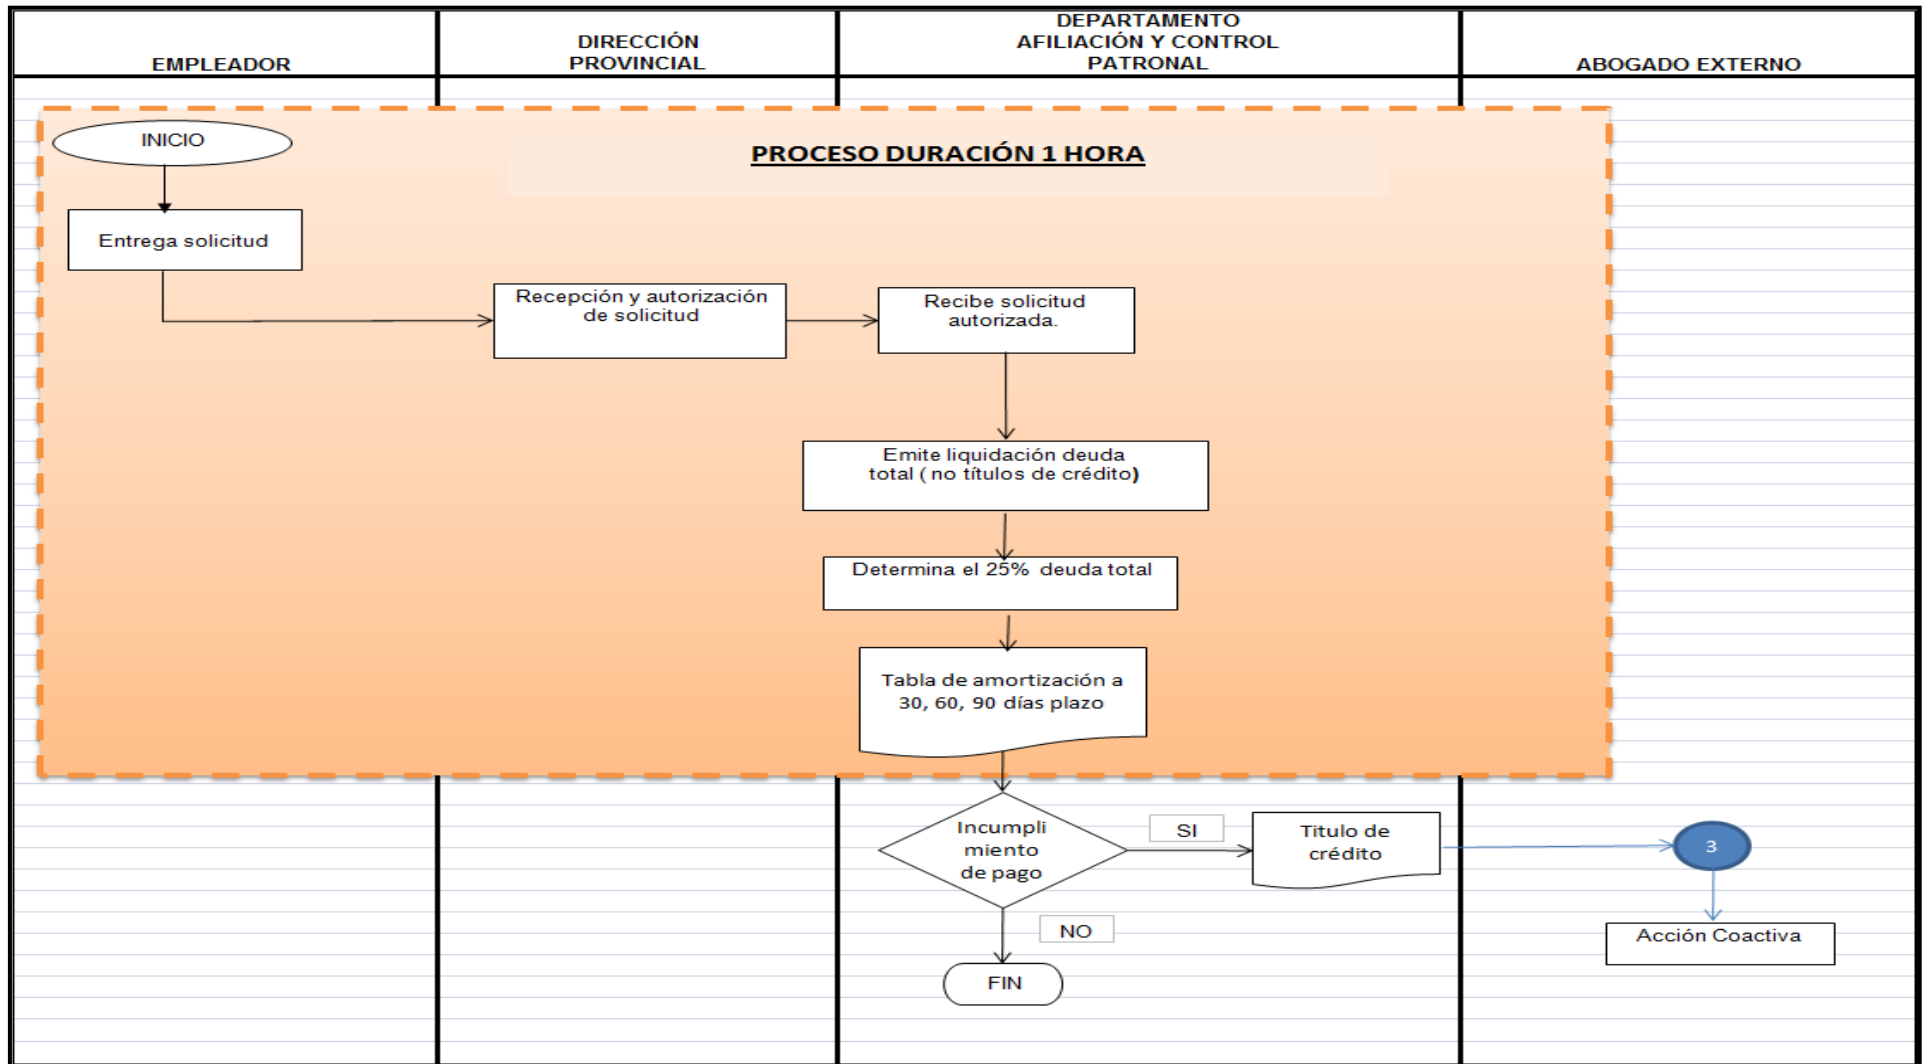 EMPLEADOR
DIRECCIÓN
PROVINCIAL
DEPARTAMENTO
AFILIACIÓN Y CONTROL
PATRONAL
ABOGADO EXTERNO
INICIO
PROCESO DURACIÓN 1 HORA
Entrega solicitud
Recepción y autorización
de solicitud
Recibe solicitud
autorizada.
Emite liquidación deuda
total ( no títulos de crédito)
Determina el 25% deuda total
Tabla de amortización a
30, 60, 90 días plazo
Incumpli
miento
de pago
SI
Titulo de
crédito
3
NO
Acción Coactiva
FIN